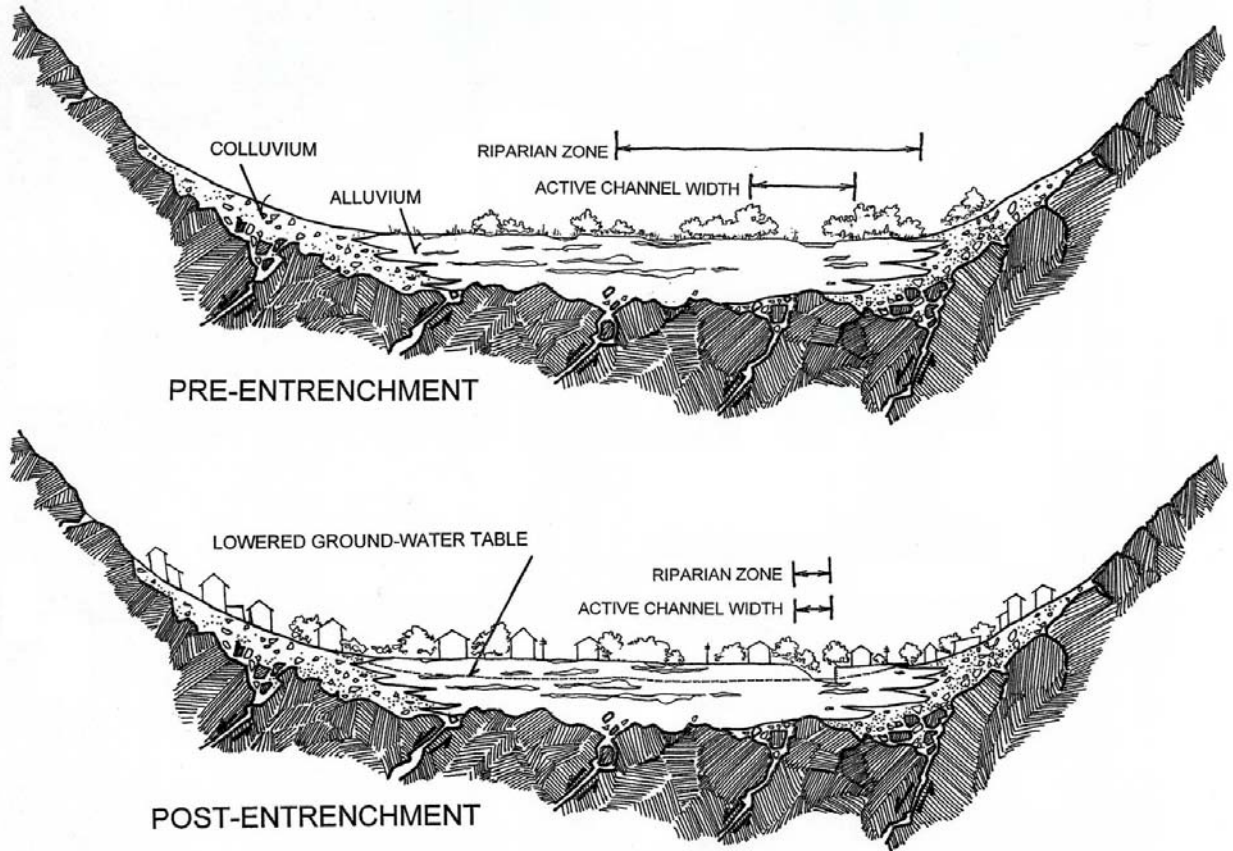 COLLUVIUM
ALLUVIUM
RIPARIAN ZONE
ACTIVE CHANNEL WIDTH
PRE-ENTRENCHMENT
LOWERED GROUND-WATER TABLE
RIPARIAN ZONE
ACTIVE CHANNEL WIDTH
POST-ENTRENCHMENT